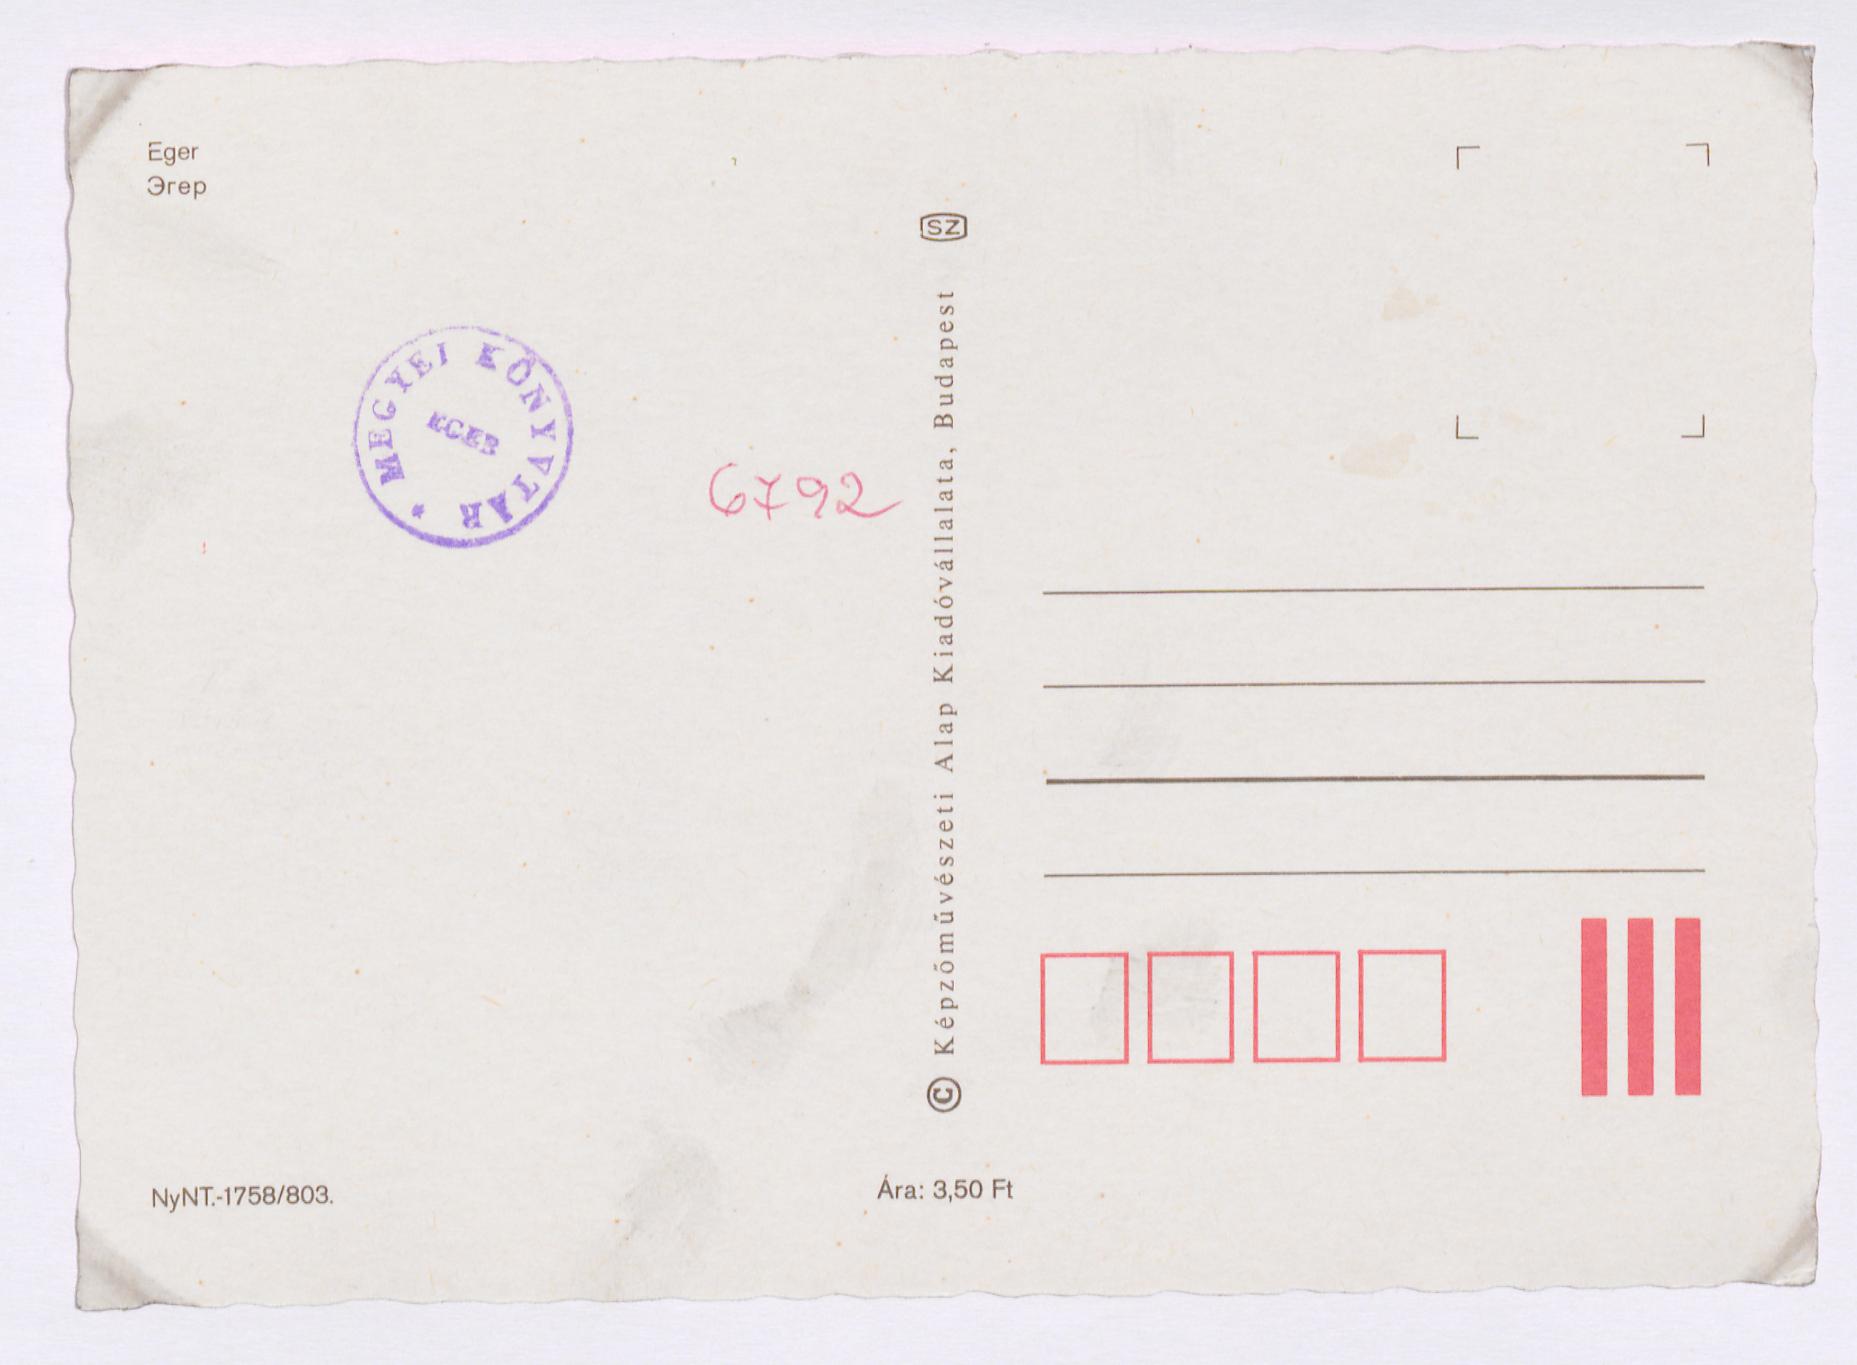 Eger
Эгер
MEGYEI KÖNYVTÁR *
EGER
6792
SZ
© Képzőművészeti Alap Kiadóvállalata, Budapest
NyNT.-1758/803.
Ára: 3,50 Ft